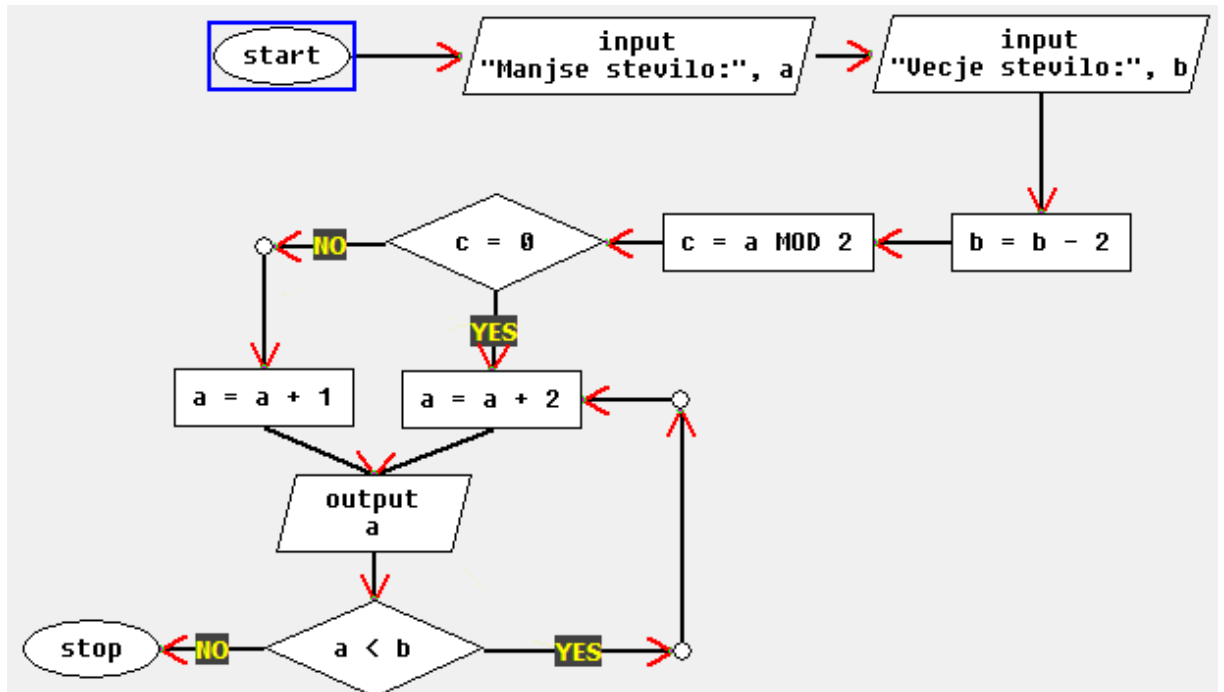 start
input
"Manjse stevilo:", a
input
"Vecje stevilo:", b
b = b - 2
c = a MOD 2
c = 0
NO
YES
a = a + 1
a = a + 2
output
a
a < b
YES
NO
stop